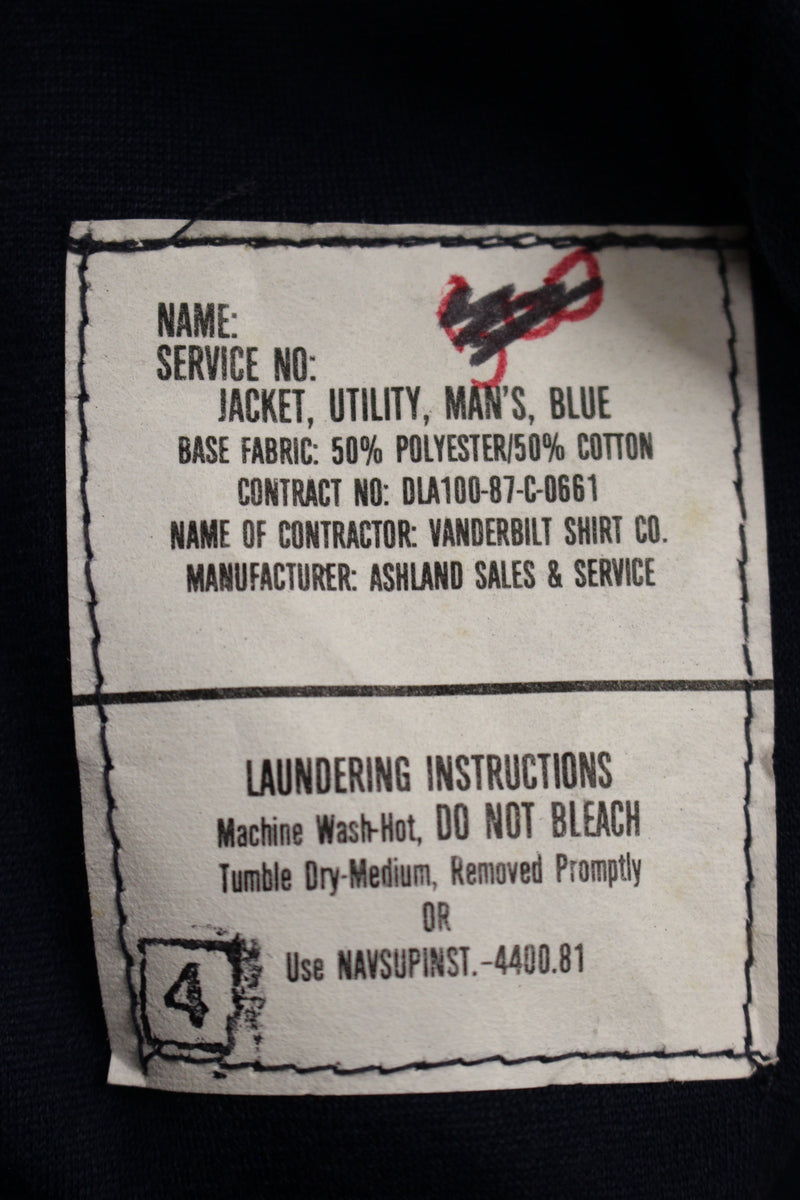 NAME:
SERVICE NO:
JACKET, UTILITY, MAN'S, BLUE
BASE FABRIC: 50% POLYESTER/50% COTTON
CONTRACT NO: DLA100-87-C-0661
NAME OF CONTRACTOR: VANDERBILT SHIRT CO.
MANUFACTURER: ASHLAND SALES & SERVICE
LAUNDERING INSTRUCTIONS
Machine Wash-Hot, DO NOT BLEACH
Tumble Dry-Medium, Removed Promptly
OR
Use NAVSUPINST.-4400.81
4